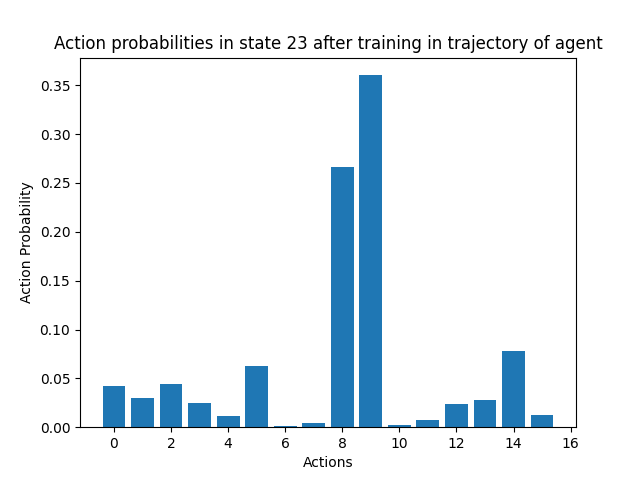 Action probabilities in state 23 after training in trajectory of agent
0.35
0.30
0.25
0.20
0.15
0.10
0.05
0.00
Action Probability
0 2 4 6 8 10 12 14 16
Actions